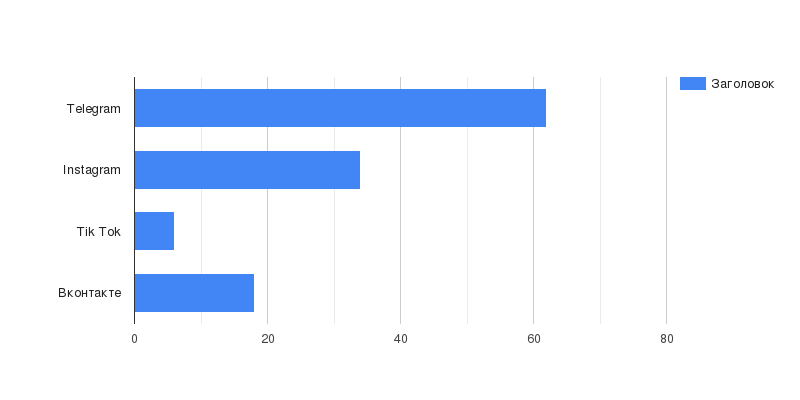 Заголовок
Telegram
Instagram
Tik Tok
Вконтакте
0 20 40 60 80